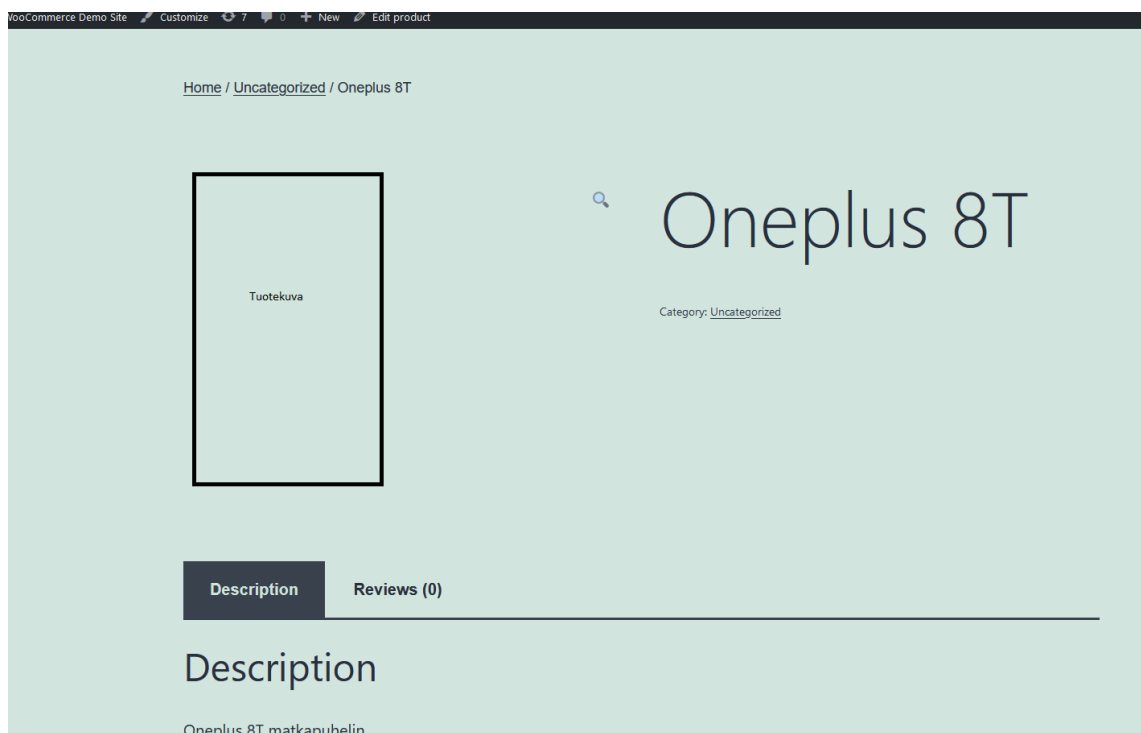 WooCommerce Demo Site Customize 7 0 New Edit product
Home / Uncategorized / Oneplus 8T
Oneplus 8T
Tuotekuva
Category: Uncategorized
Description Reviews (0)
Description
Oneplus 8T matkapuhelin